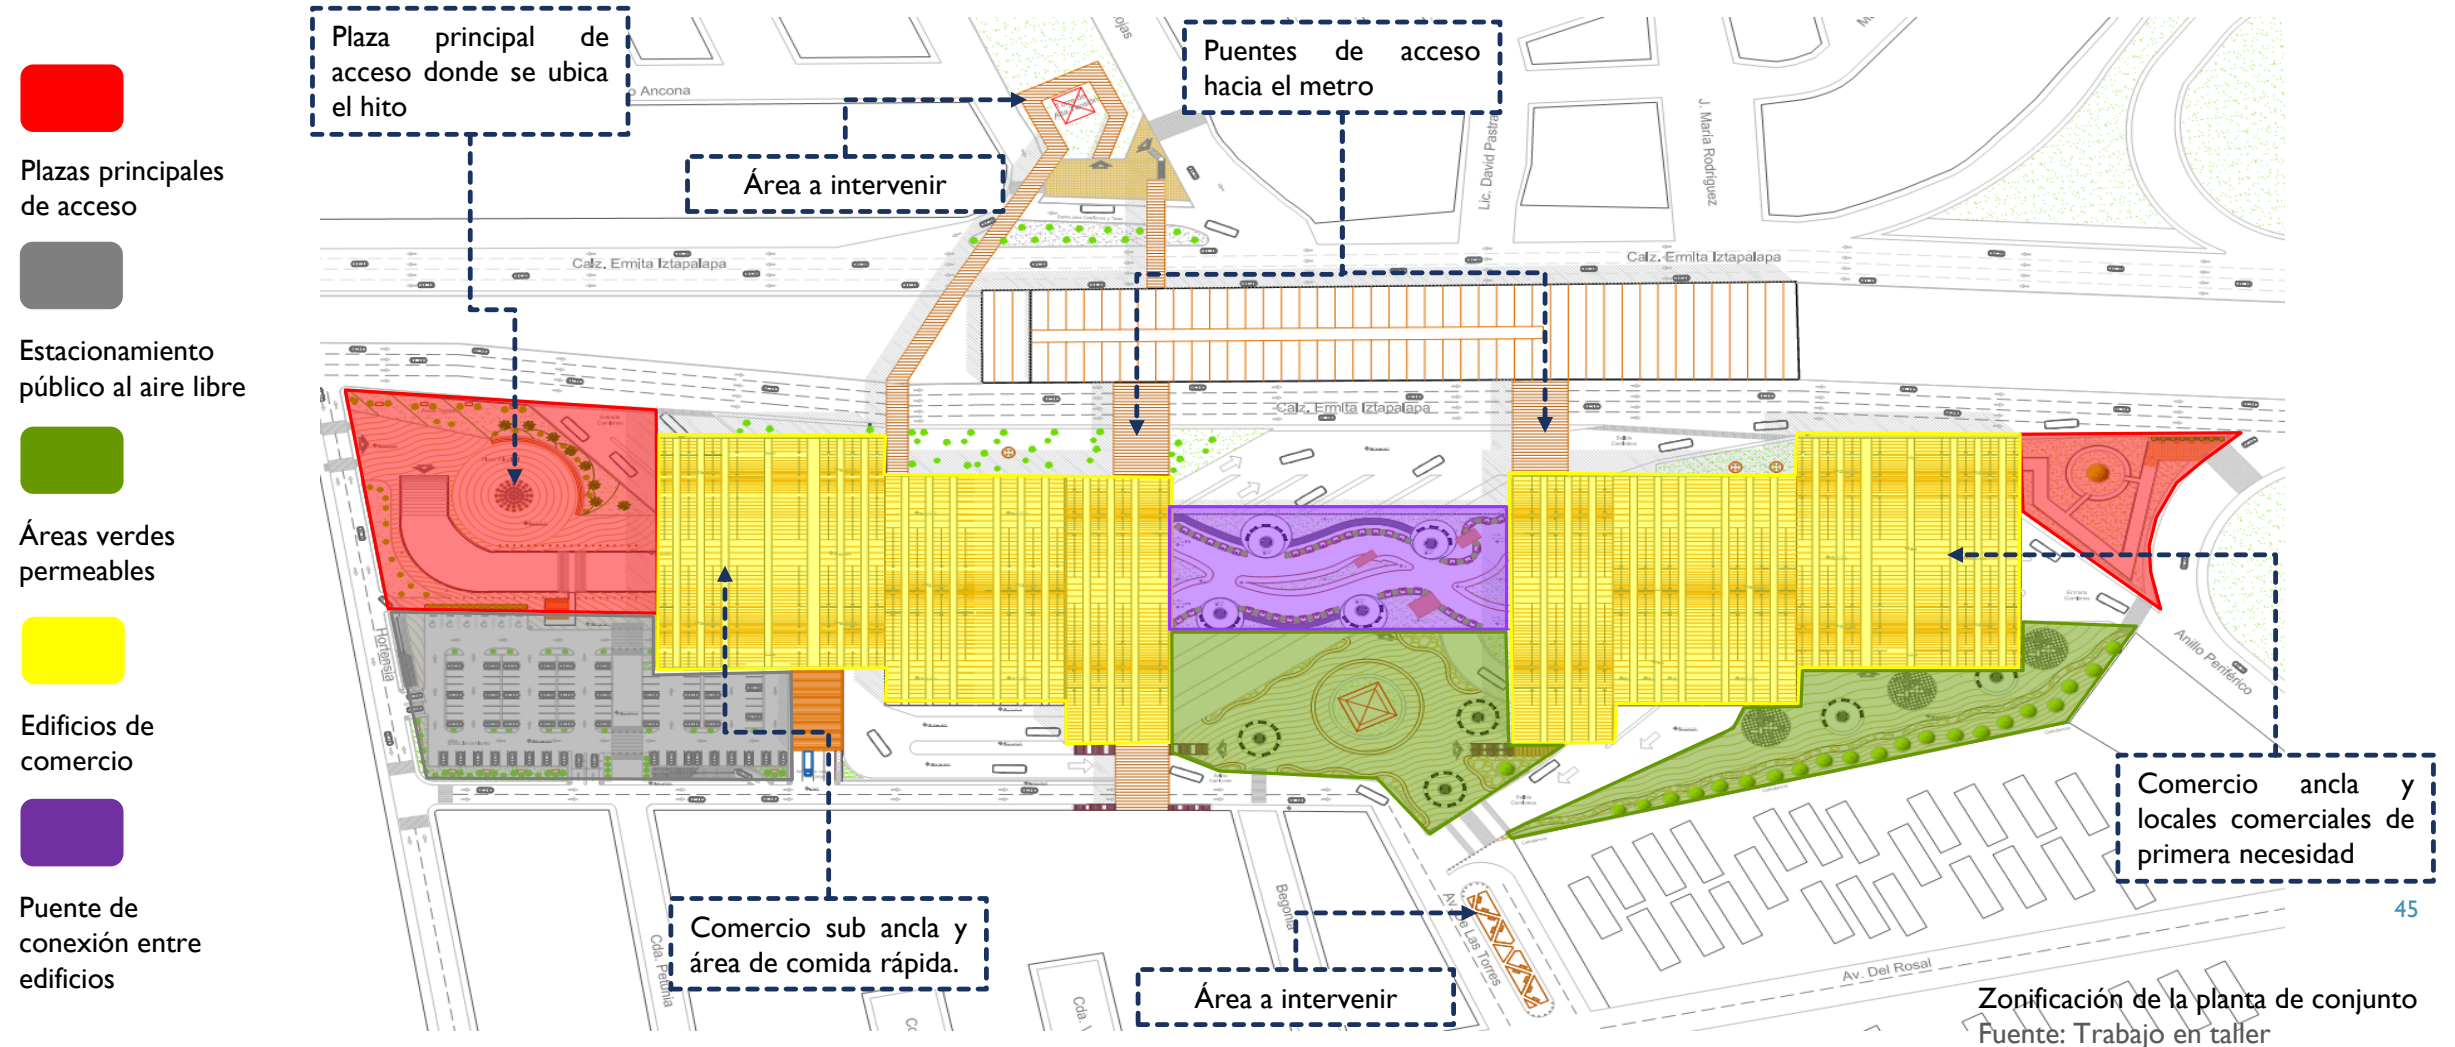 Plaza principal de
acceso donde se ubica
el hito
Puentes de acceso
hacia el metro
Área a intervenir
Plazas principales
de acceso
Estacionamiento
público al aire libre
Áreas verdes
permeables
Edificios de
comercio
Puente de
conexión entre
edificios
Ancona
Lic. David Pastra
J. María Rodríguez
Calz. Ermita Iztapalapa
Calz. Ermita Iztapalapa
Calz. Ermita Iztapalapa
Hortensia
Anillo Periférico
Comercio ancla y
locales comerciales de
primera necesidad
Comercio sub ancla y
área de comida rápida.
Área a intervenir
Cda. Petunia
Begonia
Av. De Las Torres
Av. Del Rosal
45
Zonificación de la planta de conjunto
Fuente: Trabajo en taller